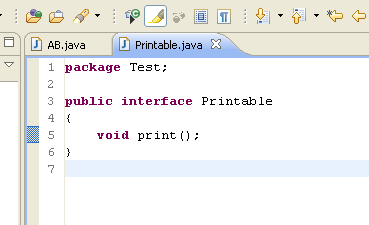 AB.java Printable.java
1 package Test;
2
3 public interface Printable
4 {
5     void print();
6 }
7